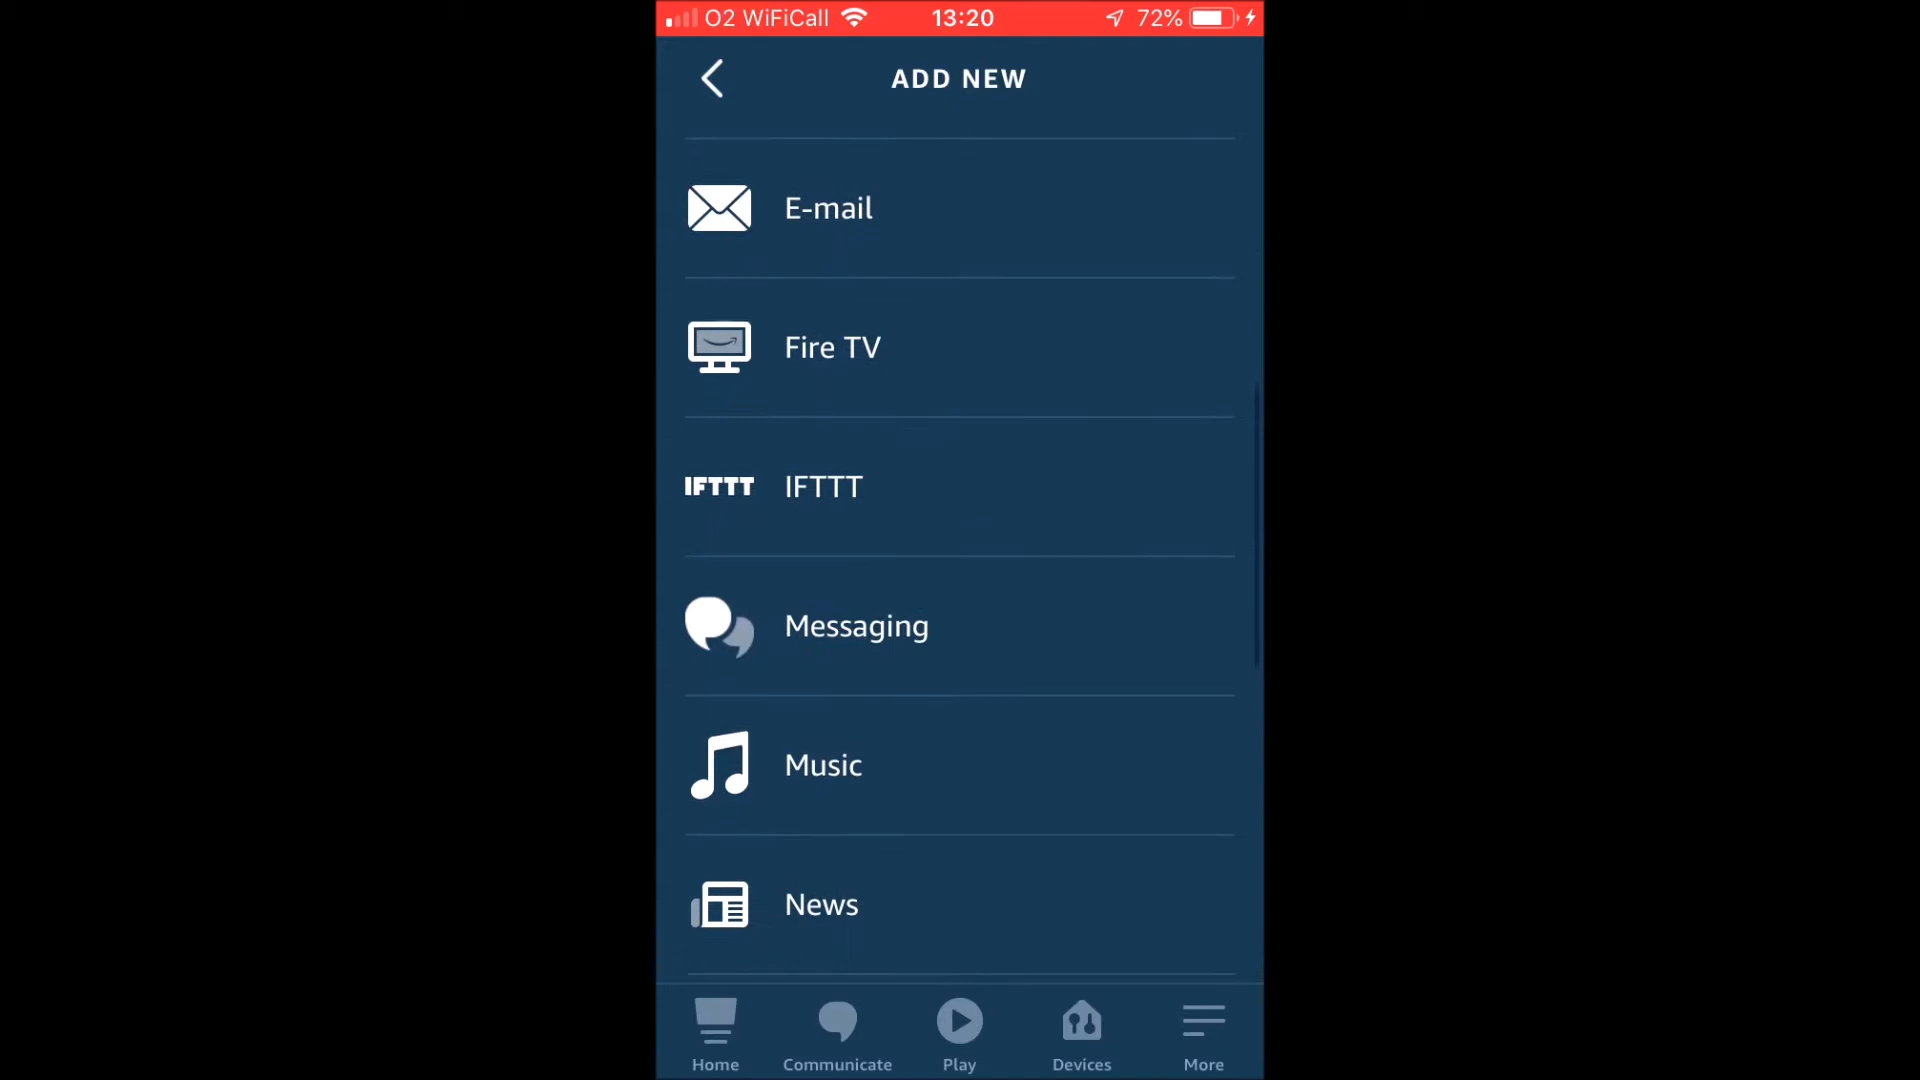 O2 WiFiCall 13:20 72%
ADD NEW
E-mail
Fire TV
IFTTT IFTTT
Messaging
Music
News
Home Communicate Play Devices More